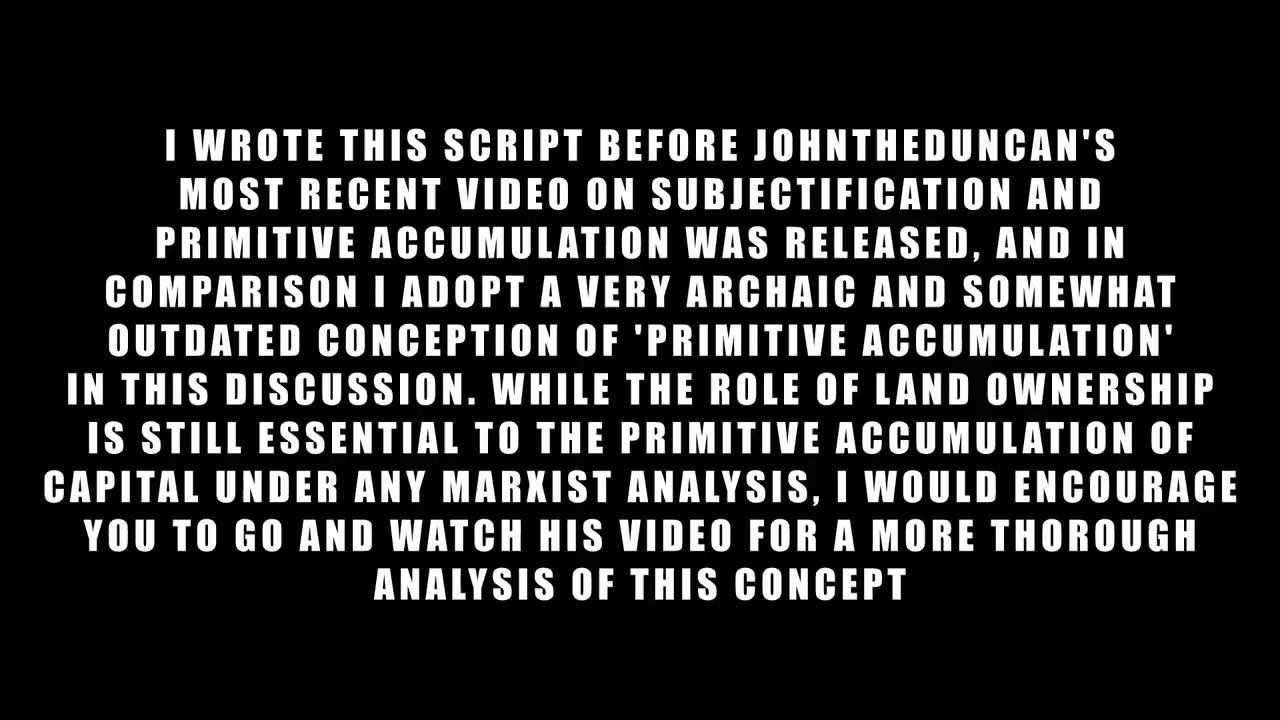 I WROTE THIS SCRIPT BEFORE JOHNTHEDUNCAN'S
MOST RECENT VIDEO ON SUBJECTIFICATION AND
PRIMITIVE ACCUMULATION WAS RELEASED, AND IN
COMPARISON I ADOPT A VERY ARCHAIC AND SOMEWHAT
OUTDATED CONCEPTION OF 'PRIMITIVE ACCUMULATION'
IN THIS DISCUSSION. WHILE THE ROLE OF LAND OWNERSHIP
IS STILL ESSENTIAL TO THE PRIMITIVE ACCUMULATION OF
CAPITAL UNDER ANY MARXIST ANALYSIS, I WOULD ENCOURAGE
YOU TO GO AND WATCH HIS VIDEO FOR A MORE THOROUGH
ANALYSIS OF THIS CONCEPT